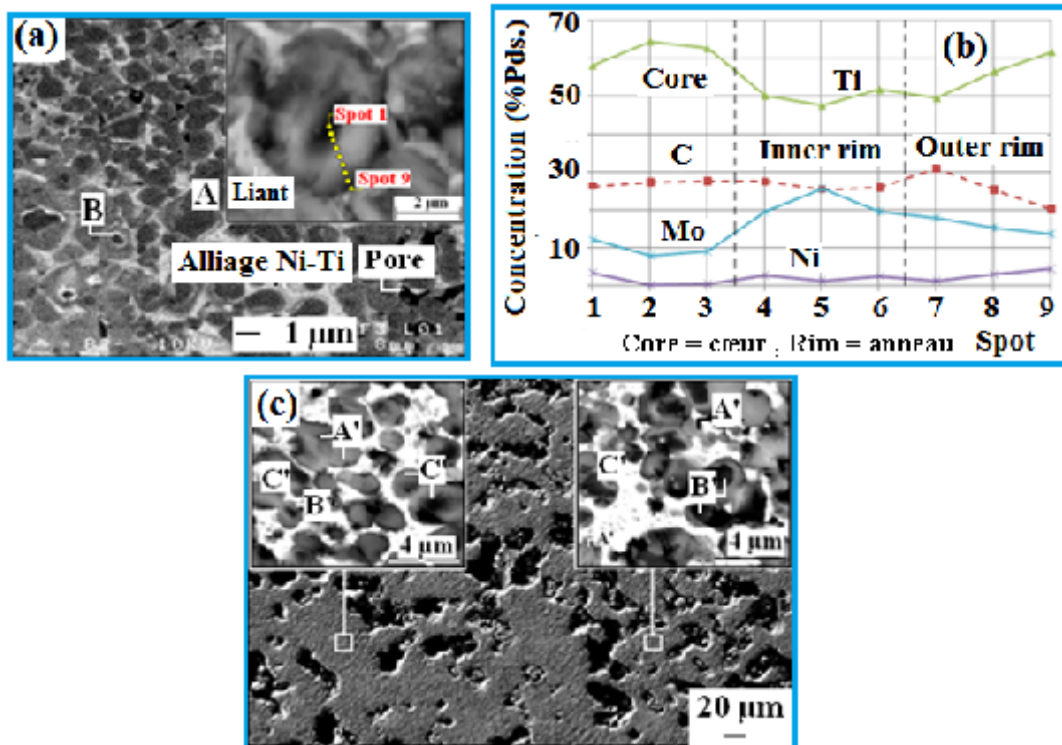 (a)
Spot 1
Spot 9
Liant
2 µm
A
B
Alliage Ni-Ti
Pore
1 µm
(b)
Concentration (%Pds.)
70
50
30
10
Core
Ti
C
Inner rim
Outer rim
Mo
Ni
1 2 3 4 5 6 7 8 9
Core = cœur , Rim = anneau Spot
(c)
A'
C'
C'
B'
4 µm
A'
C'
B'
A'
4 µm
20 µm